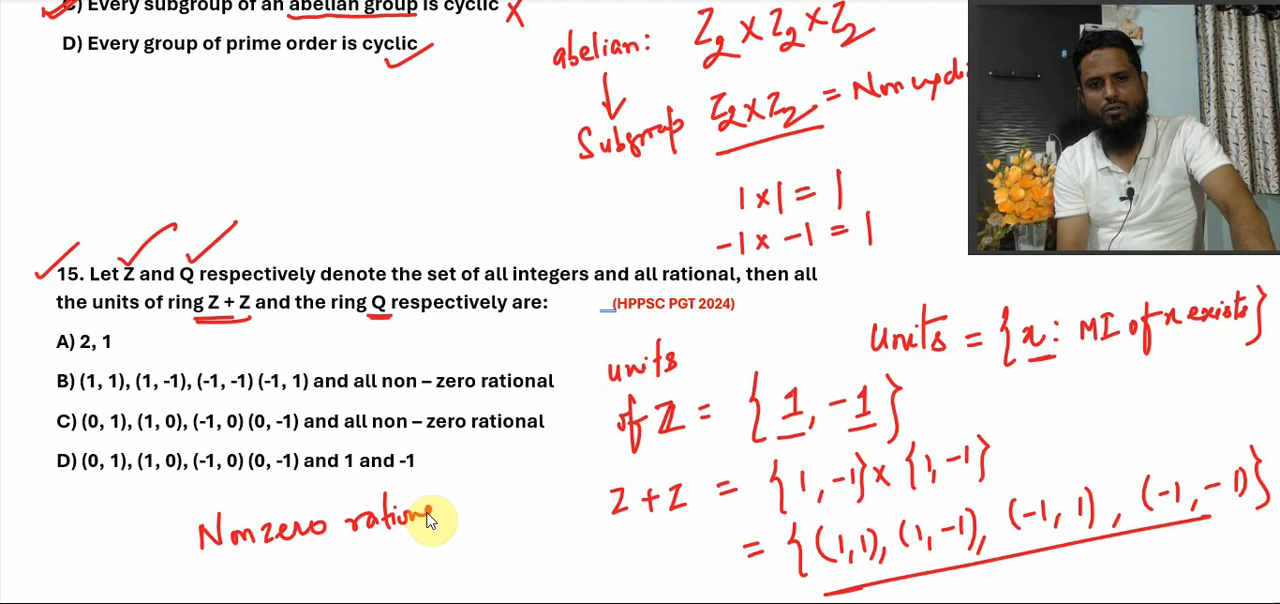 C) Every subgroup of an abelian group is cyclic
D) Every group of prime order is cyclic
abelian: Z2 × Z2 × Z2
Subgroup Z2 × Z2 = Non cycli
1 × 1 = 1
-1 × -1 = 1
15. Let Z and Q respectively denote the set of all integers and all rational, then all
the units of ring Z + Z and the ring Q respectively are: (HPPSC PGT 2024)
A) 2, 1
B) (1, 1), (1, -1), (-1, -1) (-1, 1) and all non – zero rational
C) (0, 1), (1, 0), (-1, 0) (0, -1) and all non – zero rational
D) (0, 1), (1, 0), (-1, 0) (0, -1) and 1 and -1
Units = {x : MI of x exists}
units
of Z = {1, -1}
Z + Z = {1, -1} × {1, -1}
= {(1,1), (1,-1), (-1, 1), (-1, -1)}
Nonzero ration